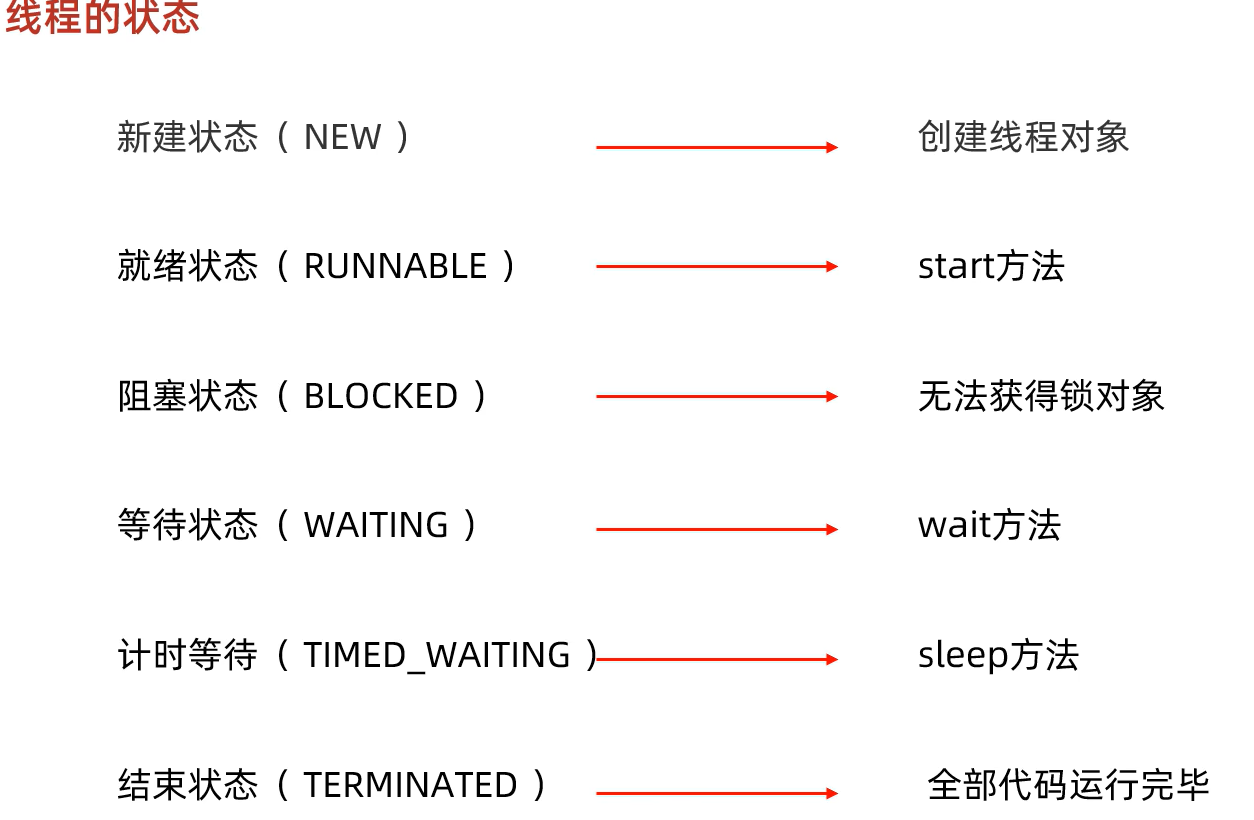 线程的状态
新建状态（ NEW ） 创建线程对象
就绪状态（ RUNNABLE ） start方法
阻塞状态（ BLOCKED ） 无法获得锁对象
等待状态（ WAITING ） wait方法
计时等待（ TIMED_WAITING ） sleep方法
结束状态（ TERMINATED ） 全部代码运行完毕